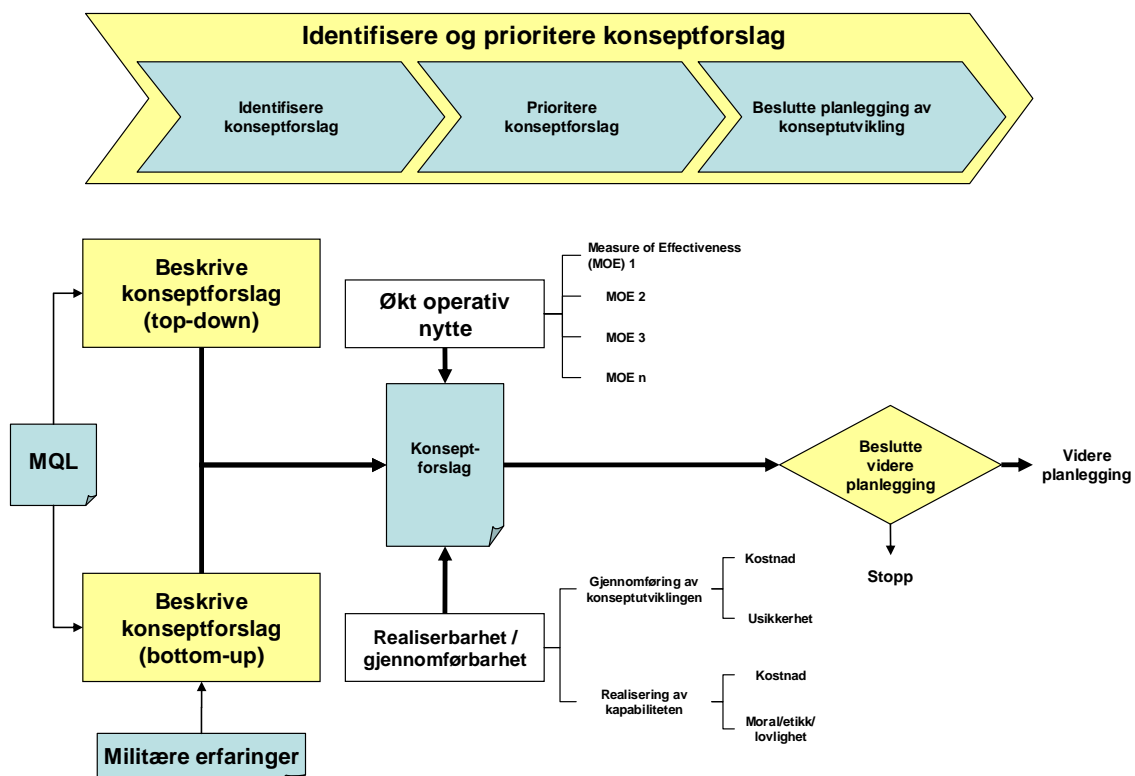 Identifisere og prioritere konseptforslag
Identifisere
konseptforslag
Prioritere
konseptforslag
Beslutte planlegging av
konseptutvikling
Beskrive
konseptforslag
(top-down)
Økt operativ
nytte
Measure of Effectiveness
(MOE) 1
MOE 2
MOE 3
MOE n
MQL
Konsept-
forslag
Beslutte
videre
planlegging
Videre
planlegging
Stopp
Beskrive
konseptforslag
(bottom-up)
Realiserbarhet /
gjennomførbarhet
Gjennomføring av
konseptutviklingen
Kostnad
Usikkerhet
Realisering av
kapabiliteten
Kostnad
Moral/etikk/
lovlighet
Militære erfaringer